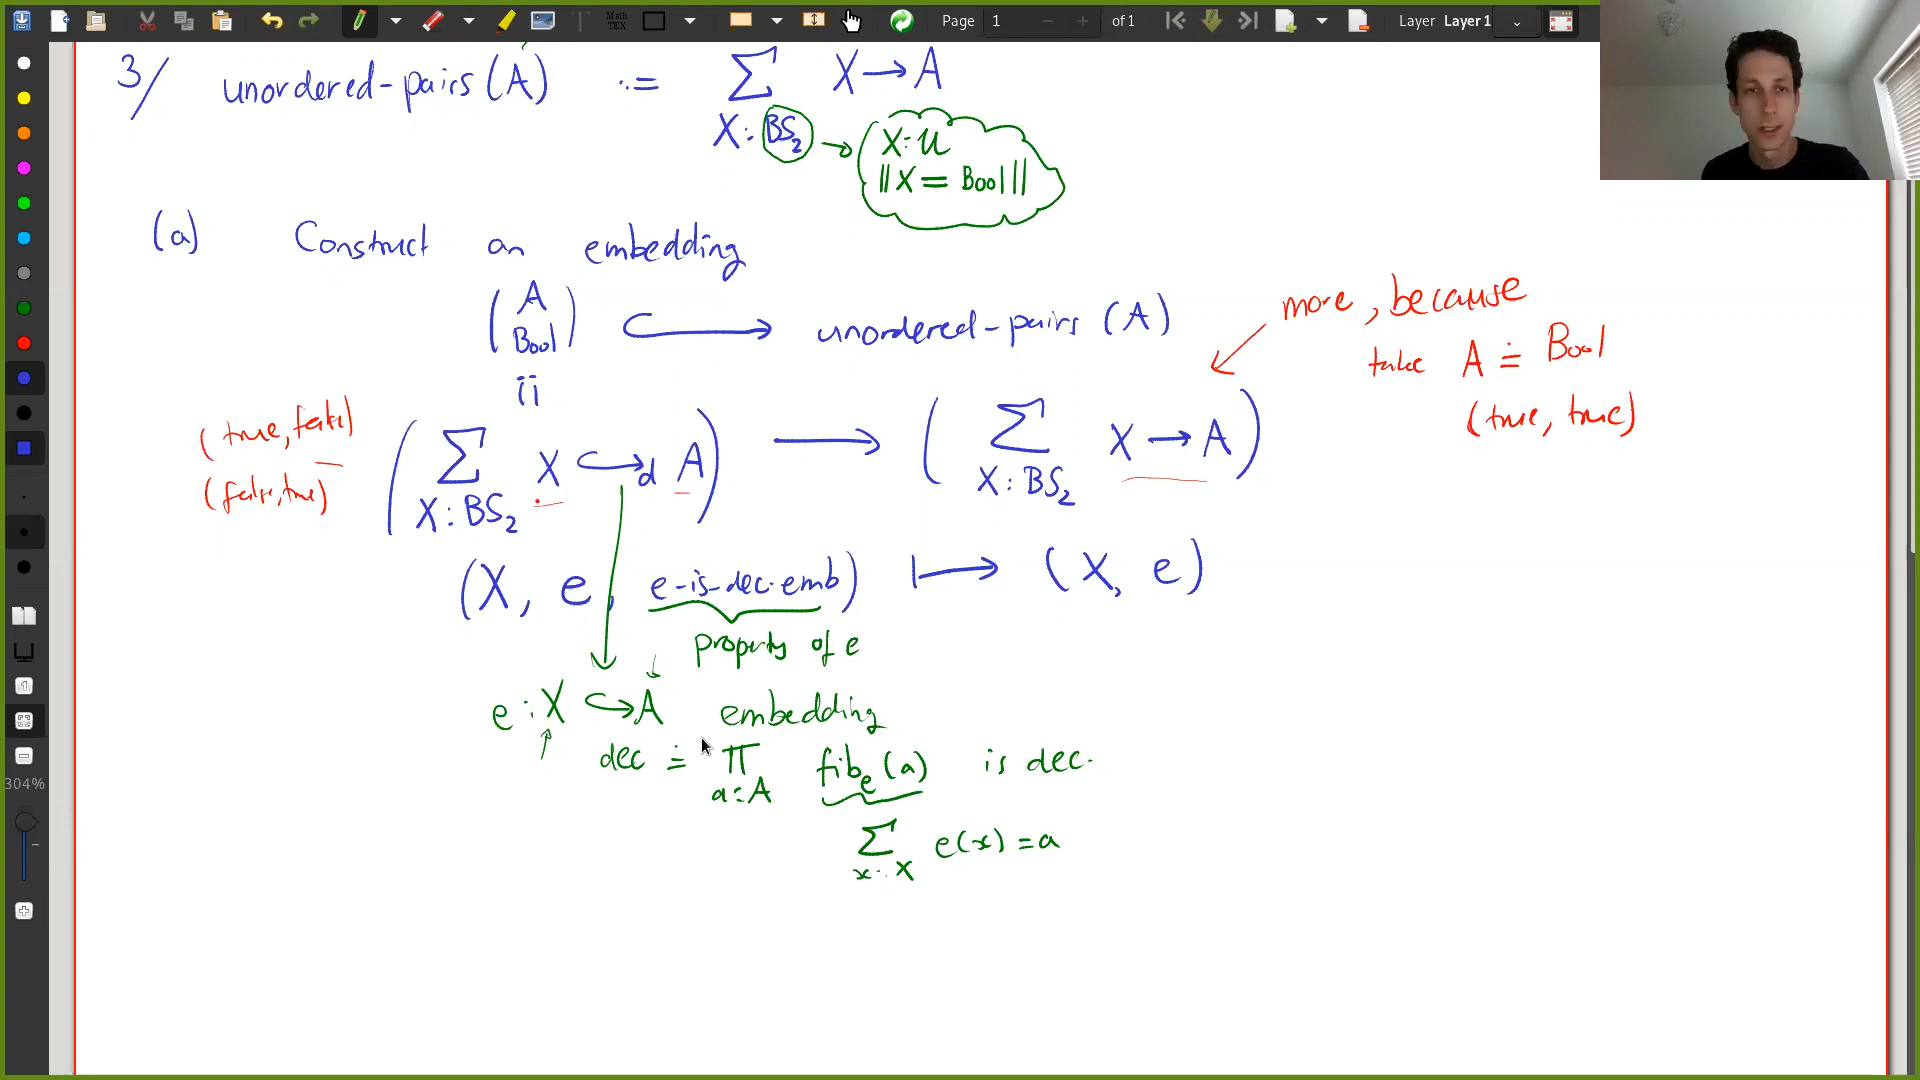 Math
TEX
Page 1 of 1 Layer Layer 1
3/ unordered-pairs (A) := Σ X → A
X : BS₂
X : U
|| X = Bool ||
(a) Construct an embedding
( A
Bool ) ↪ unordered-pairs (A)
more, because
take A ≐ Bool
(true, true)
(true, false)
(false, true)
( Σ X ↪d A ) → ( Σ X → A )
X : BS₂ X : BS₂
(X, e, e-is-dec-emb) ↦ (X, e)
property of e
e : X ↪ A embedding
dec ≐ Π fibₑ(a) is dec.
a : A
Σ e(x) = a
x : X
304%